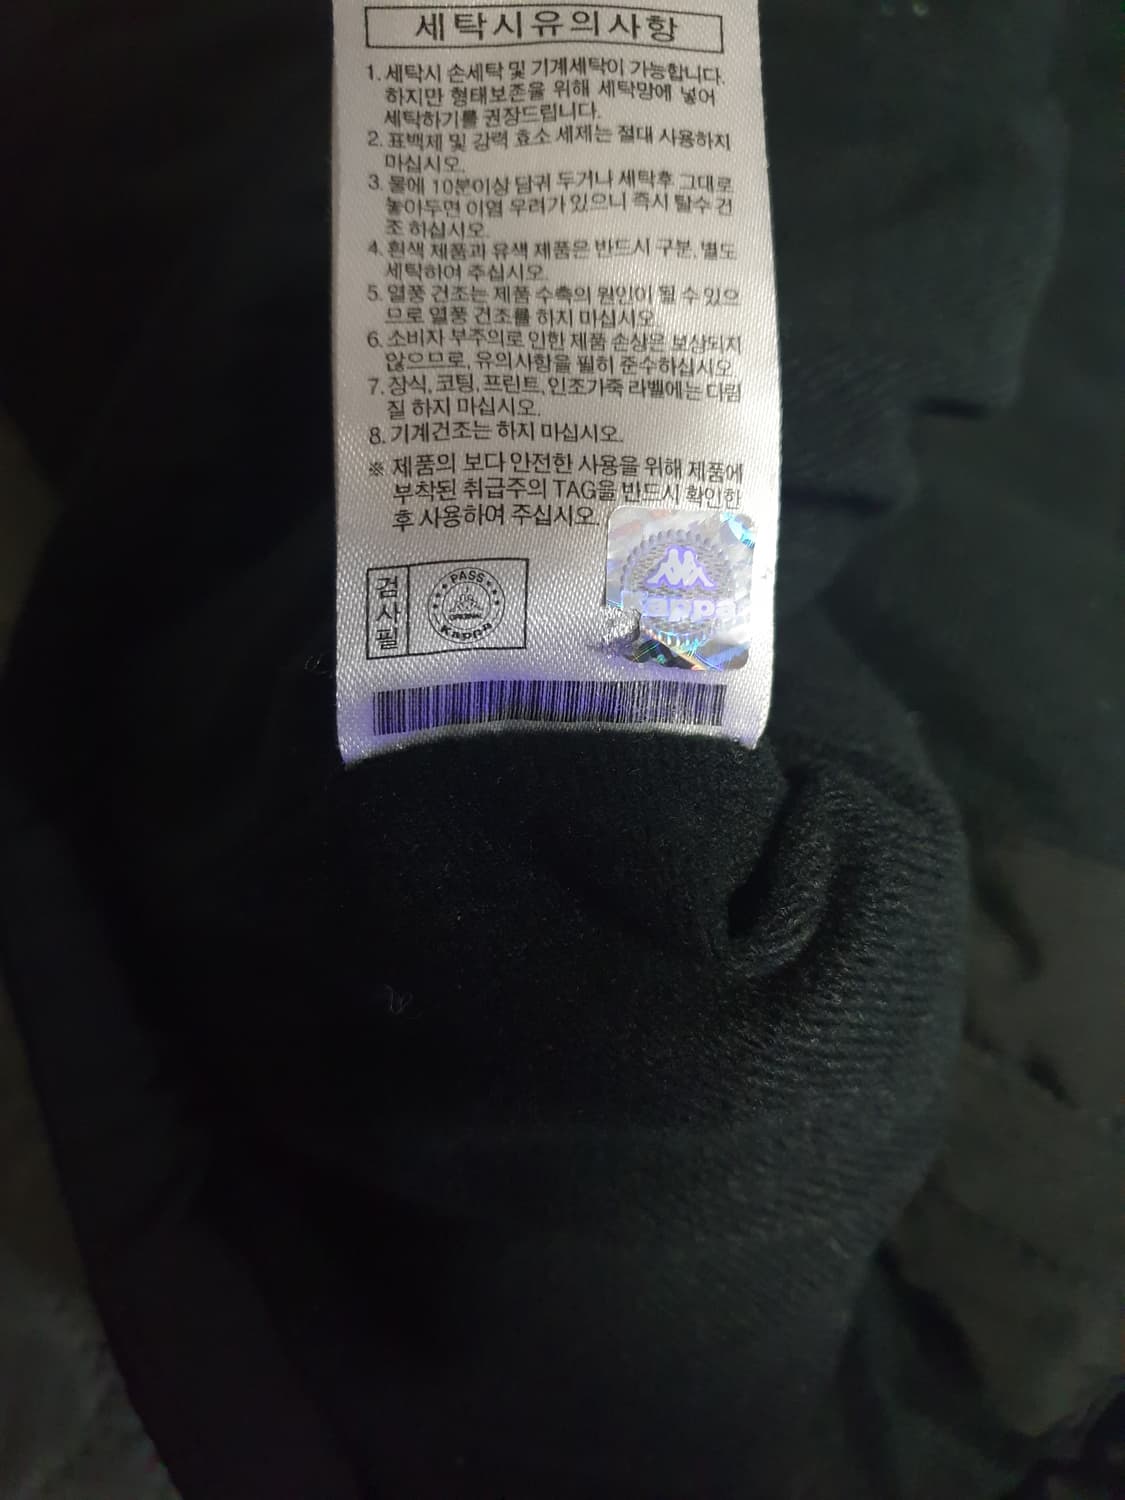 세탁시유의사항
1. 세탁시 손세탁 및 기계세탁이 가능합니다.
하지만 형태보존을 위해 세탁망에 넣어
세탁하기를 권장드립니다.
2. 표백제 및 강력 효소 세제는 절대 사용하지
마십시오.
3. 물에 10분이상 담궈 두거나 세탁후 그대로
놓아두면 이염 우려가 있으니 즉시 탈수 건
조 하십시오.
4. 흰색 제품과 유색 제품은 반드시 구분, 별도
세탁하여 주십시오.
5. 열풍 건조는 제품 수축의 원인이 될 수 있으
므로 열풍 건조를 하지 마십시오.
6. 소비자 부주의로 인한 제품 손상은 보상되지
않으므로, 유의사항을 필히 준수하십시오.
7. 장식, 코팅, 프린트, 인조가죽 라벨에는 다림
질 하지 마십시오.
8. 기계건조는 하지 마십시오.
※ 제품의 보다 안전한 사용을 위해 제품에
부착된 취급주의 TAG을 반드시 확인한
후 사용하여 주십시오.
Kappa
검사필
PASS
Kappa